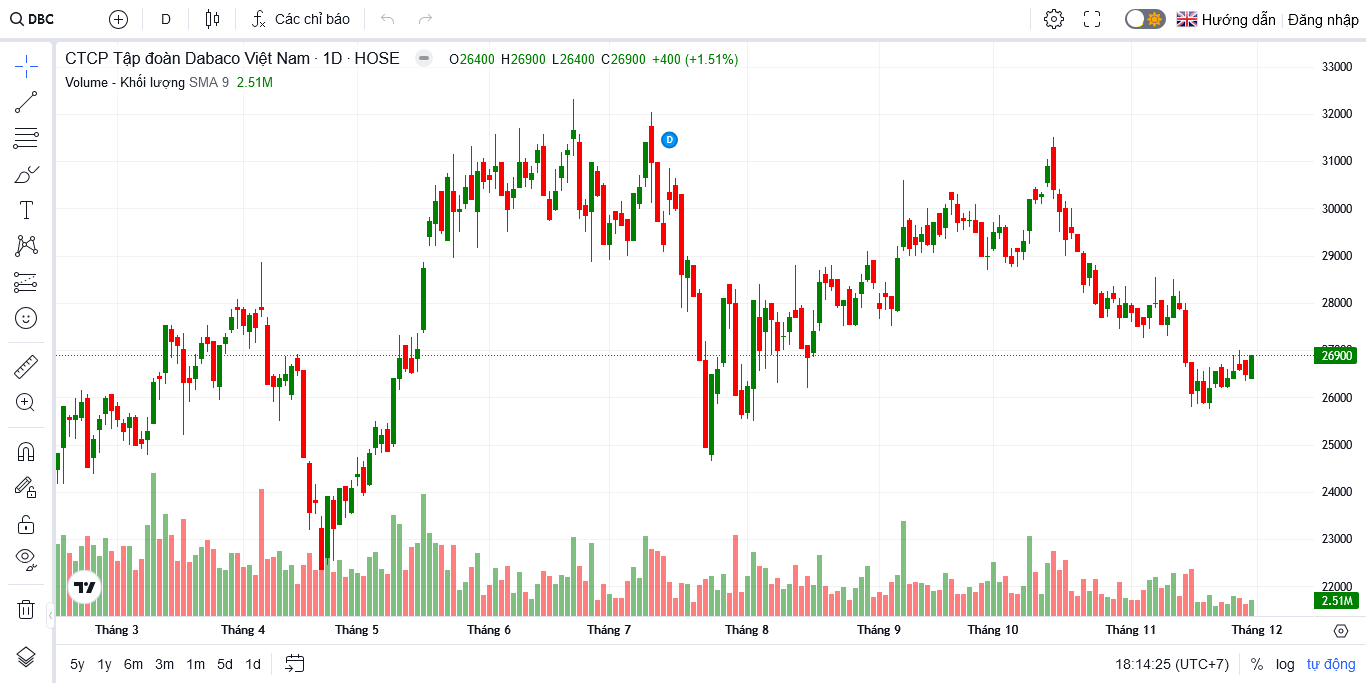 DBC D Các chỉ báo Hướng dẫn Đăng nhập
CTCP Tập đoàn Dabaco Việt Nam · 1D · HOSE O26400 H26900 L26400 C26900 +400 (+1.51%)
Volume - Khối lượng SMA 9 2.51M
33000
32000
D
31000
30000
29000
28000
27000
26900
26000
25000
24000
23000
22000
2.51M
Tháng 3 Tháng 4 Tháng 5 Tháng 6 Tháng 7 Tháng 8 Tháng 9 Tháng 10 Tháng 11 Tháng 12
5y 1y 6m 3m 1m 5d 1d 18:14:25 (UTC+7) % log tự động